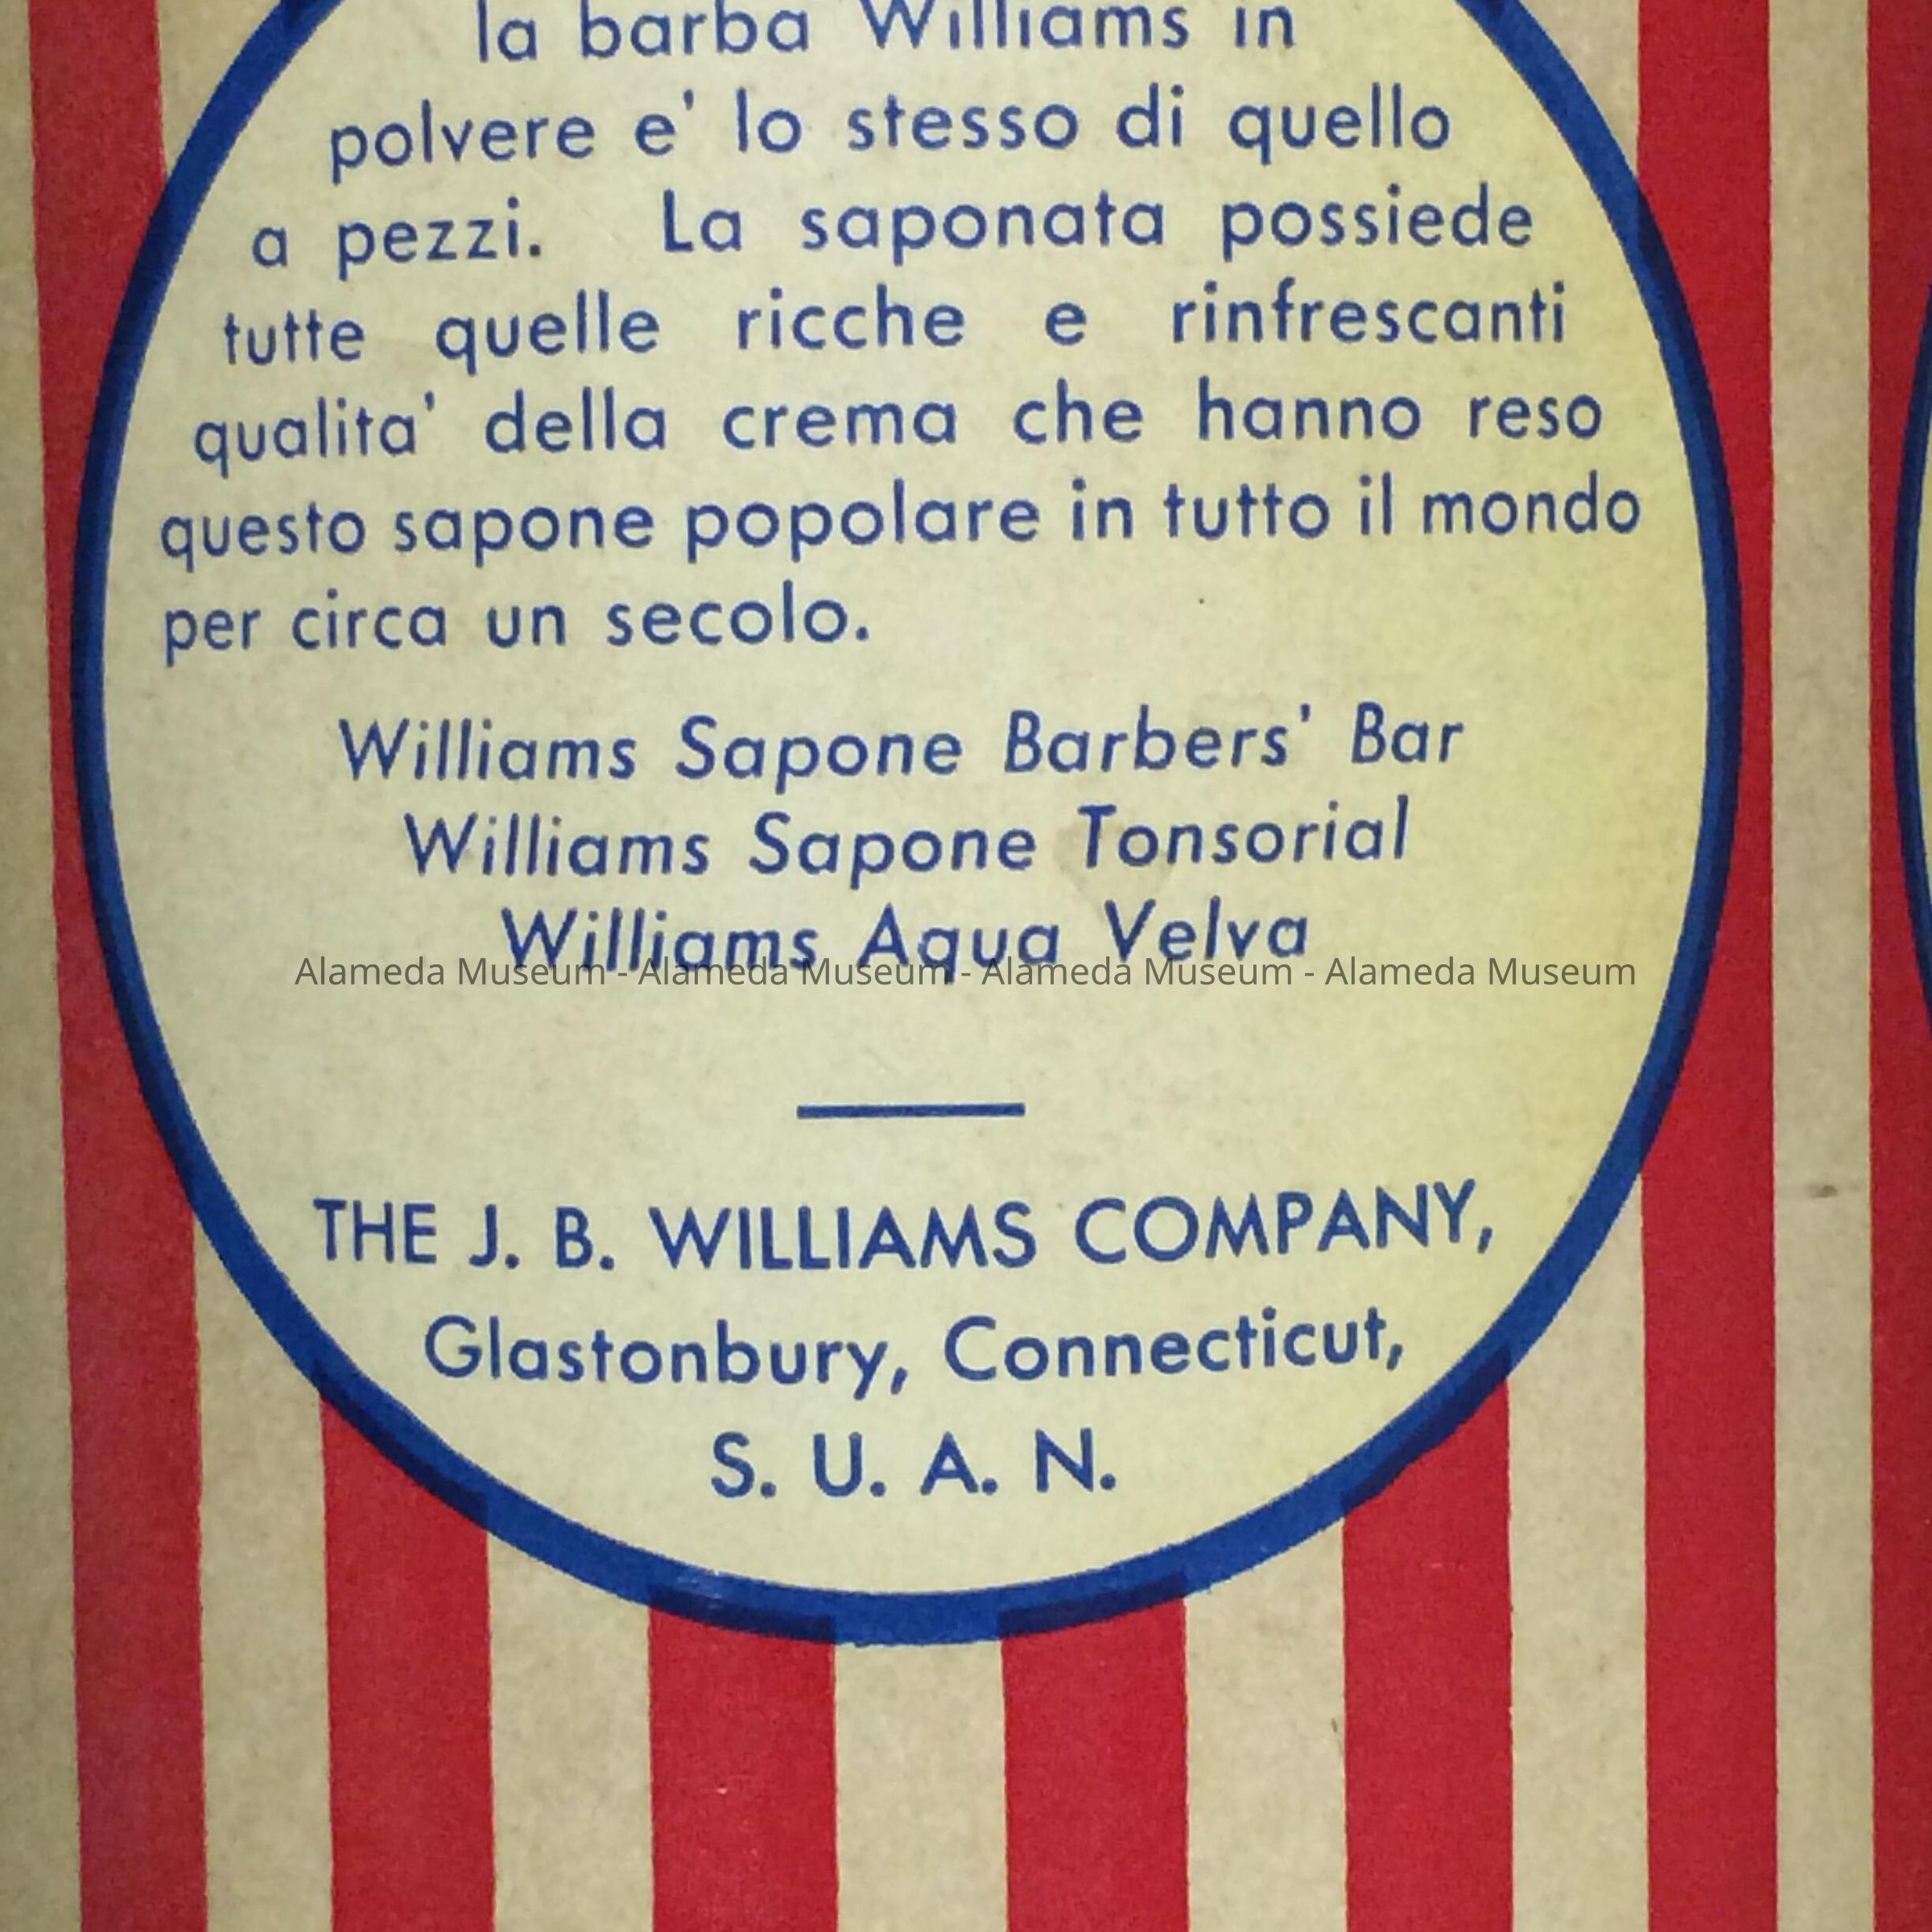 la barba Williams in
polvere e' lo stesso di quello
a pezzi. La saponata possiede
tutte quelle ricche e rinfrescanti
qualita' della crema che hanno reso
questo sapone popolare in tutto il mondo
per circa un secolo.
Williams Sapone Barbers' Bar
Williams Sapone Tonsorial
Williams Aqua Velva
Alameda Museum - Alameda Museum - Alameda Museum - Alameda Museum
THE J. B. WILLIAMS COMPANY,
Glastonbury, Connecticut,
S. U. A. N.